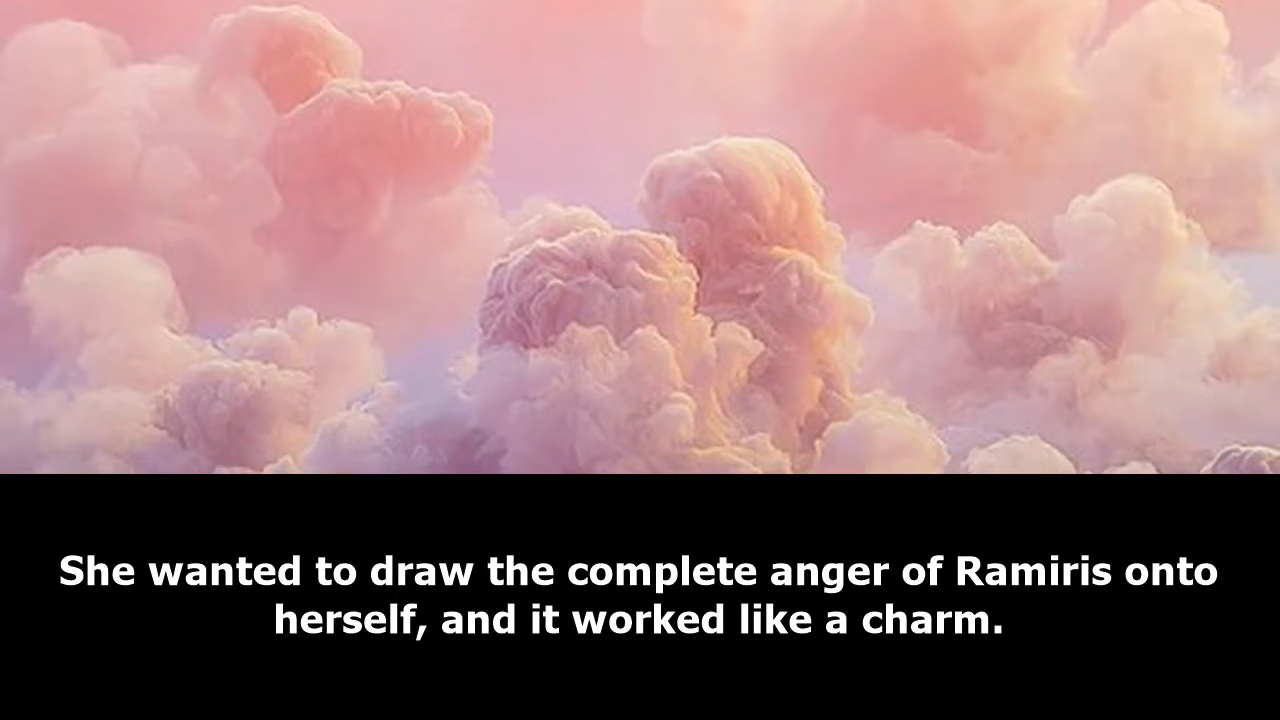 She wanted to draw the complete anger of Ramiris onto
herself, and it worked like a charm.